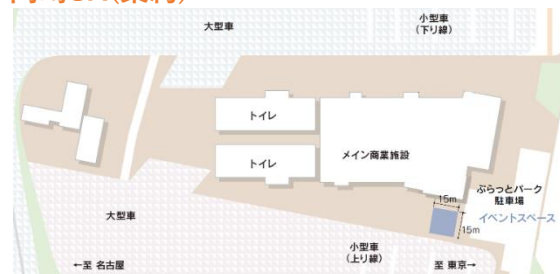 大型車
小型車
(下り線)
トイレ
トイレ
メイン商業施設
ぷらっとパーク
駐車場
15m
イベントスペース
15m
大型車
小型車
(上り線)
←至 名古屋
至 東京→